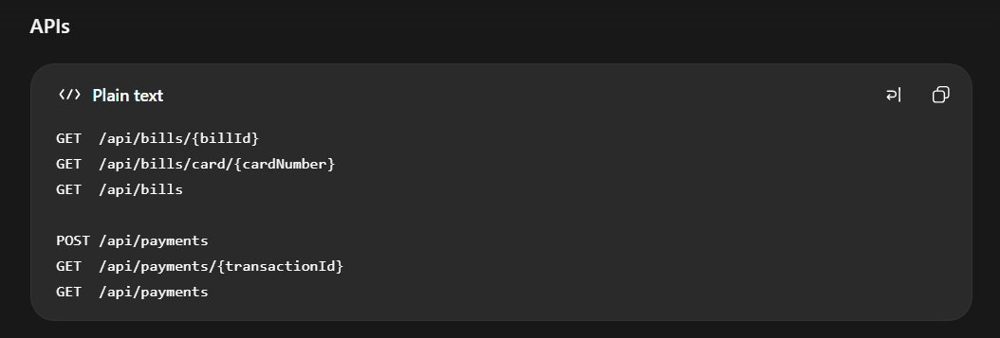 APIs
Plain text
GET  /api/bills/{billId}
GET  /api/bills/card/{cardNumber}
GET  /api/bills

POST /api/payments
GET  /api/payments/{transactionId}
GET  /api/payments